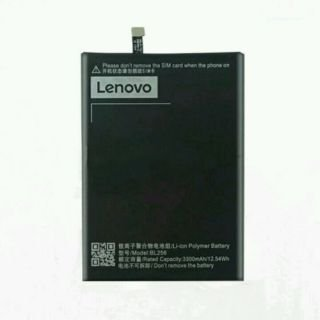 Please don't remove the SIM card when the phone is on
开机状态请勿插拔SIM卡
Lenovo
锂离子聚合物电池组/Li-ion Polymer Battery
型号/Model BL256
额定容量/Rated Capacity: 3300mAh/12.54Wh
电池不可拆卸/Don't remove the battery